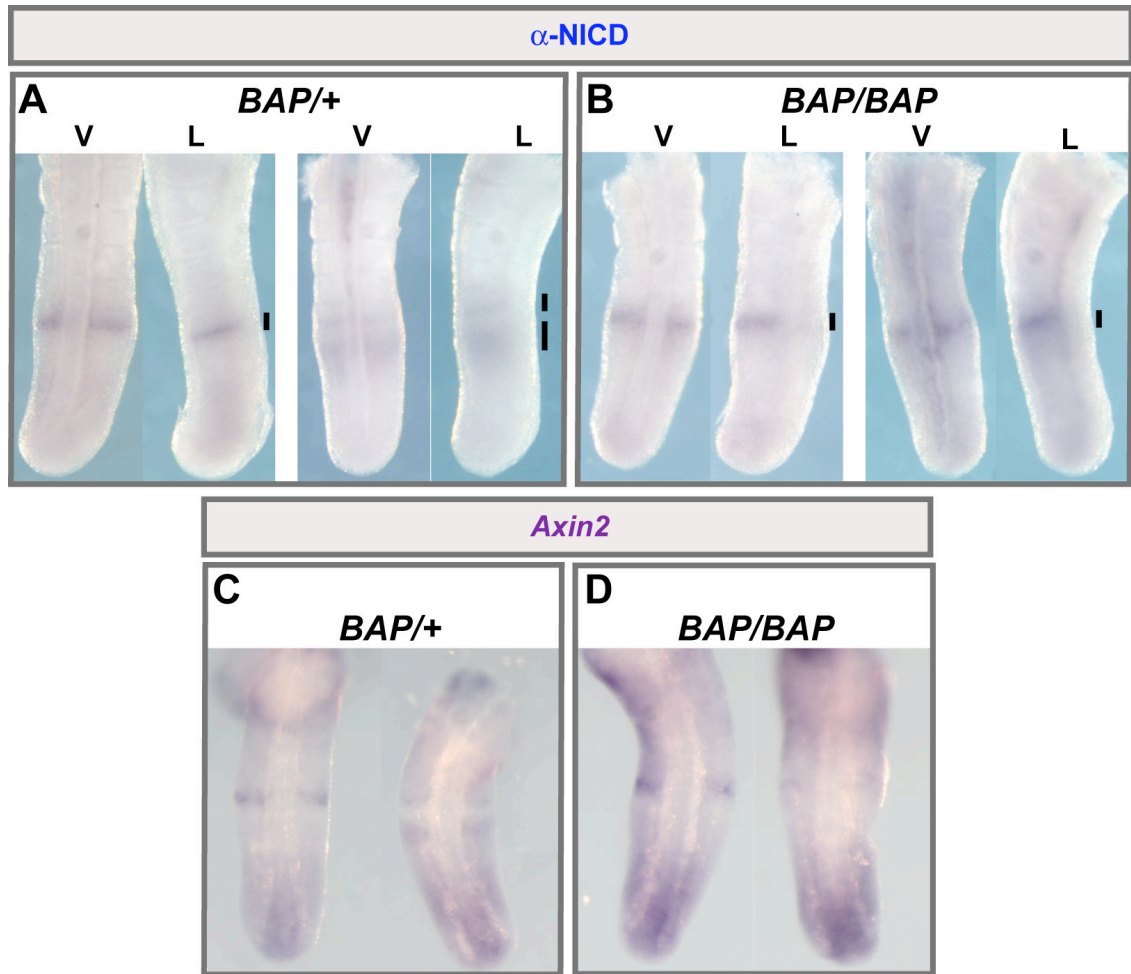 α-NICD
A
BAP/+
V L V L
B
BAP/BAP
V L V L
Axin2
C
BAP/+
D
BAP/BAP